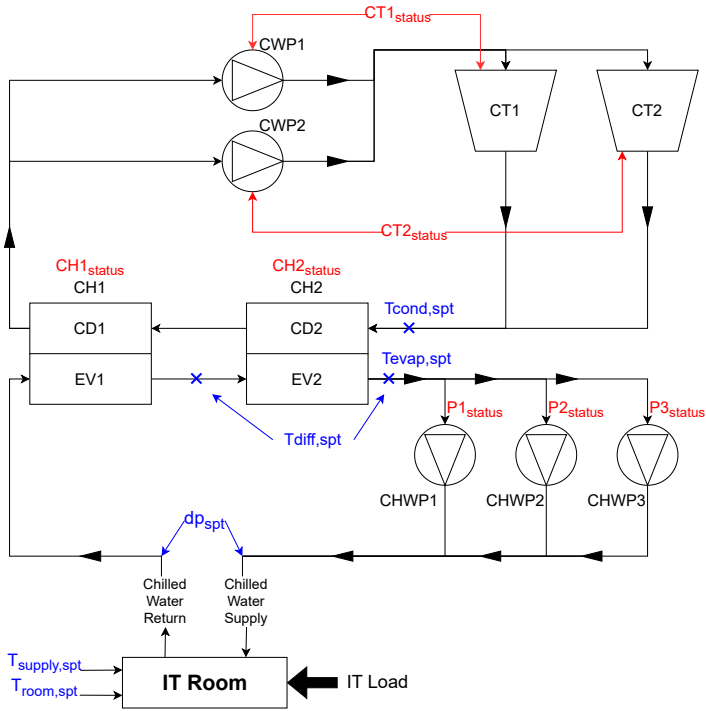 CT1status
CWP1
CT1
CT2
CWP2
CT2status
CH1status
CH1
CH2status
CH2
Tcond,spt
CD1
CD2
Tevap,spt
EV1
EV2
P1status
P2status
P3status
Tdiff,spt
CHWP1
CHWP2
CHWP3
dpspt
Chilled
Water
Return
Chilled
Water
Supply
Tsupply,spt
Troom,spt
IT Room
IT Load